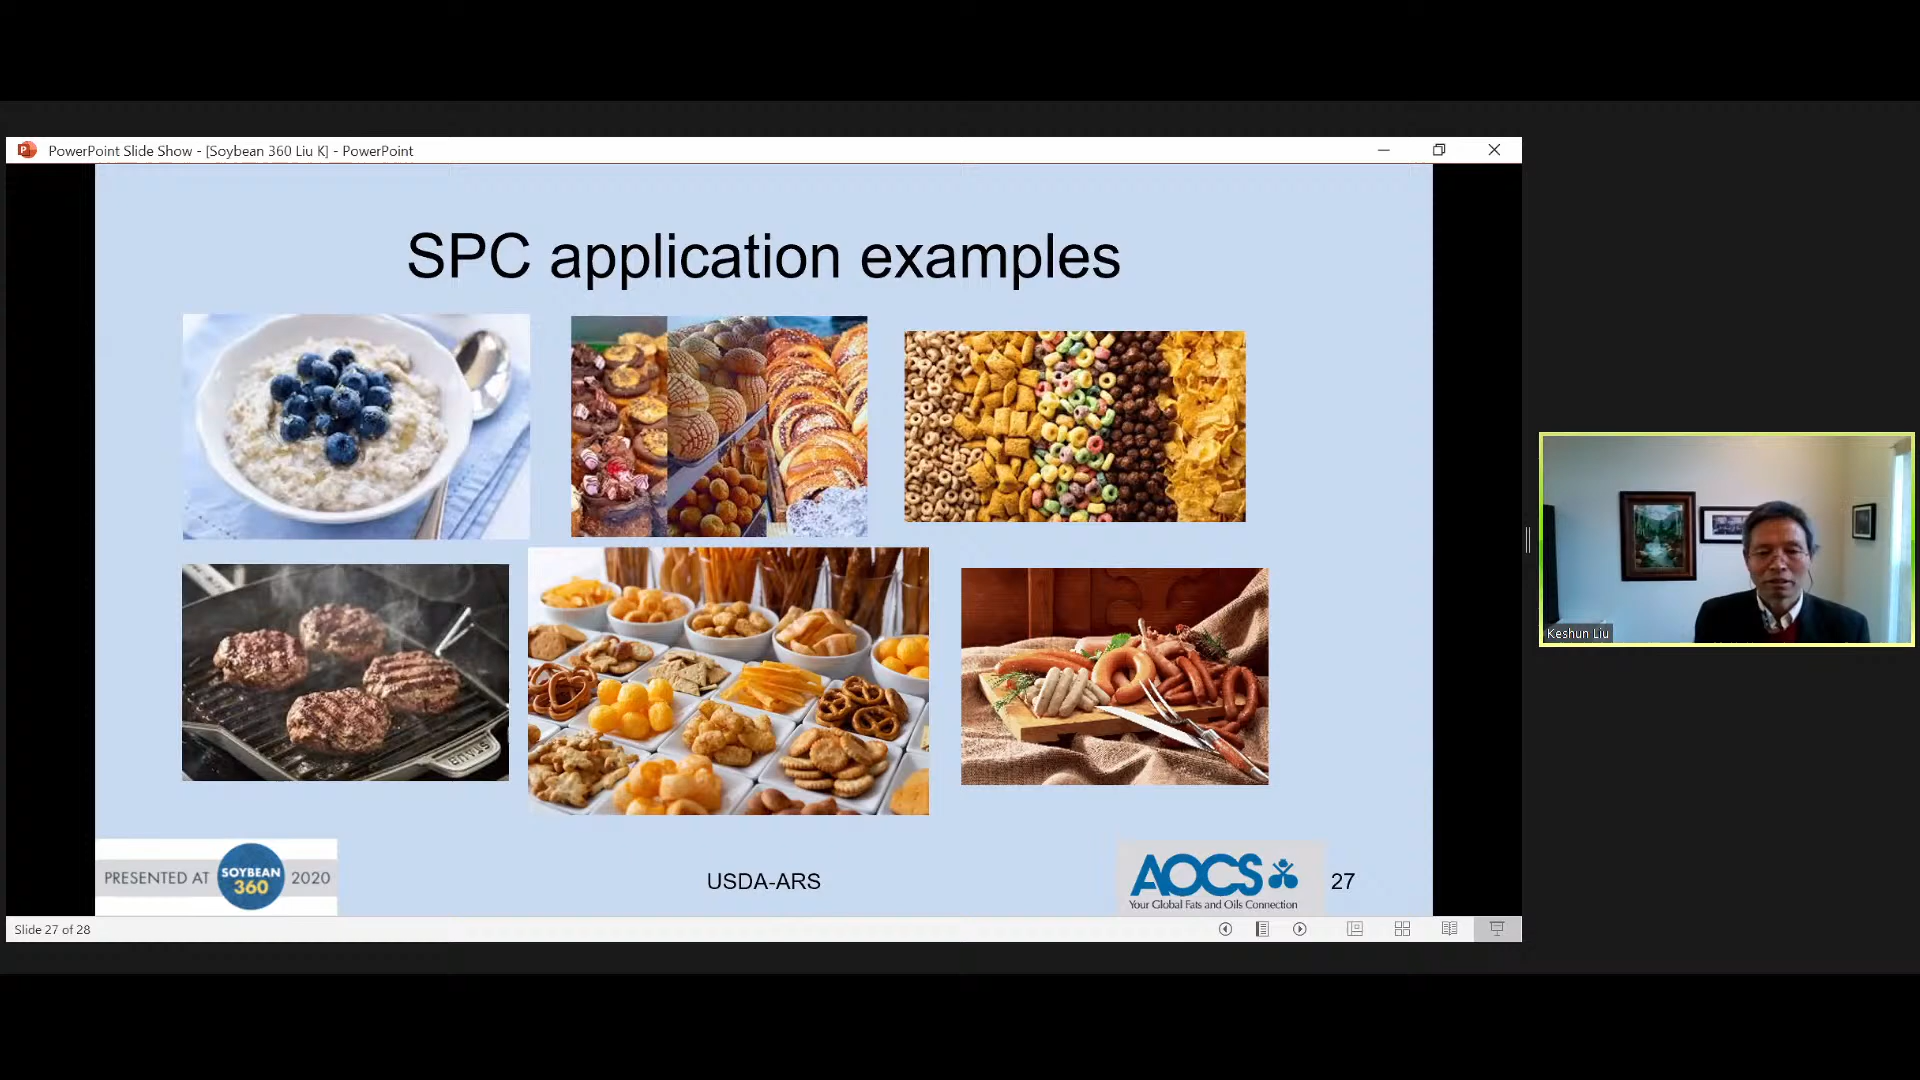 PowerPoint Slide Show - [Soybean 360 Liu K] - PowerPoint
SPC application examples
STAUB
Keshun Liu
PRESENTED AT SOYBEAN 360 2020
USDA-ARS
AOCS
Your Global Fats and Oils Connection
27
Slide 27 of 28